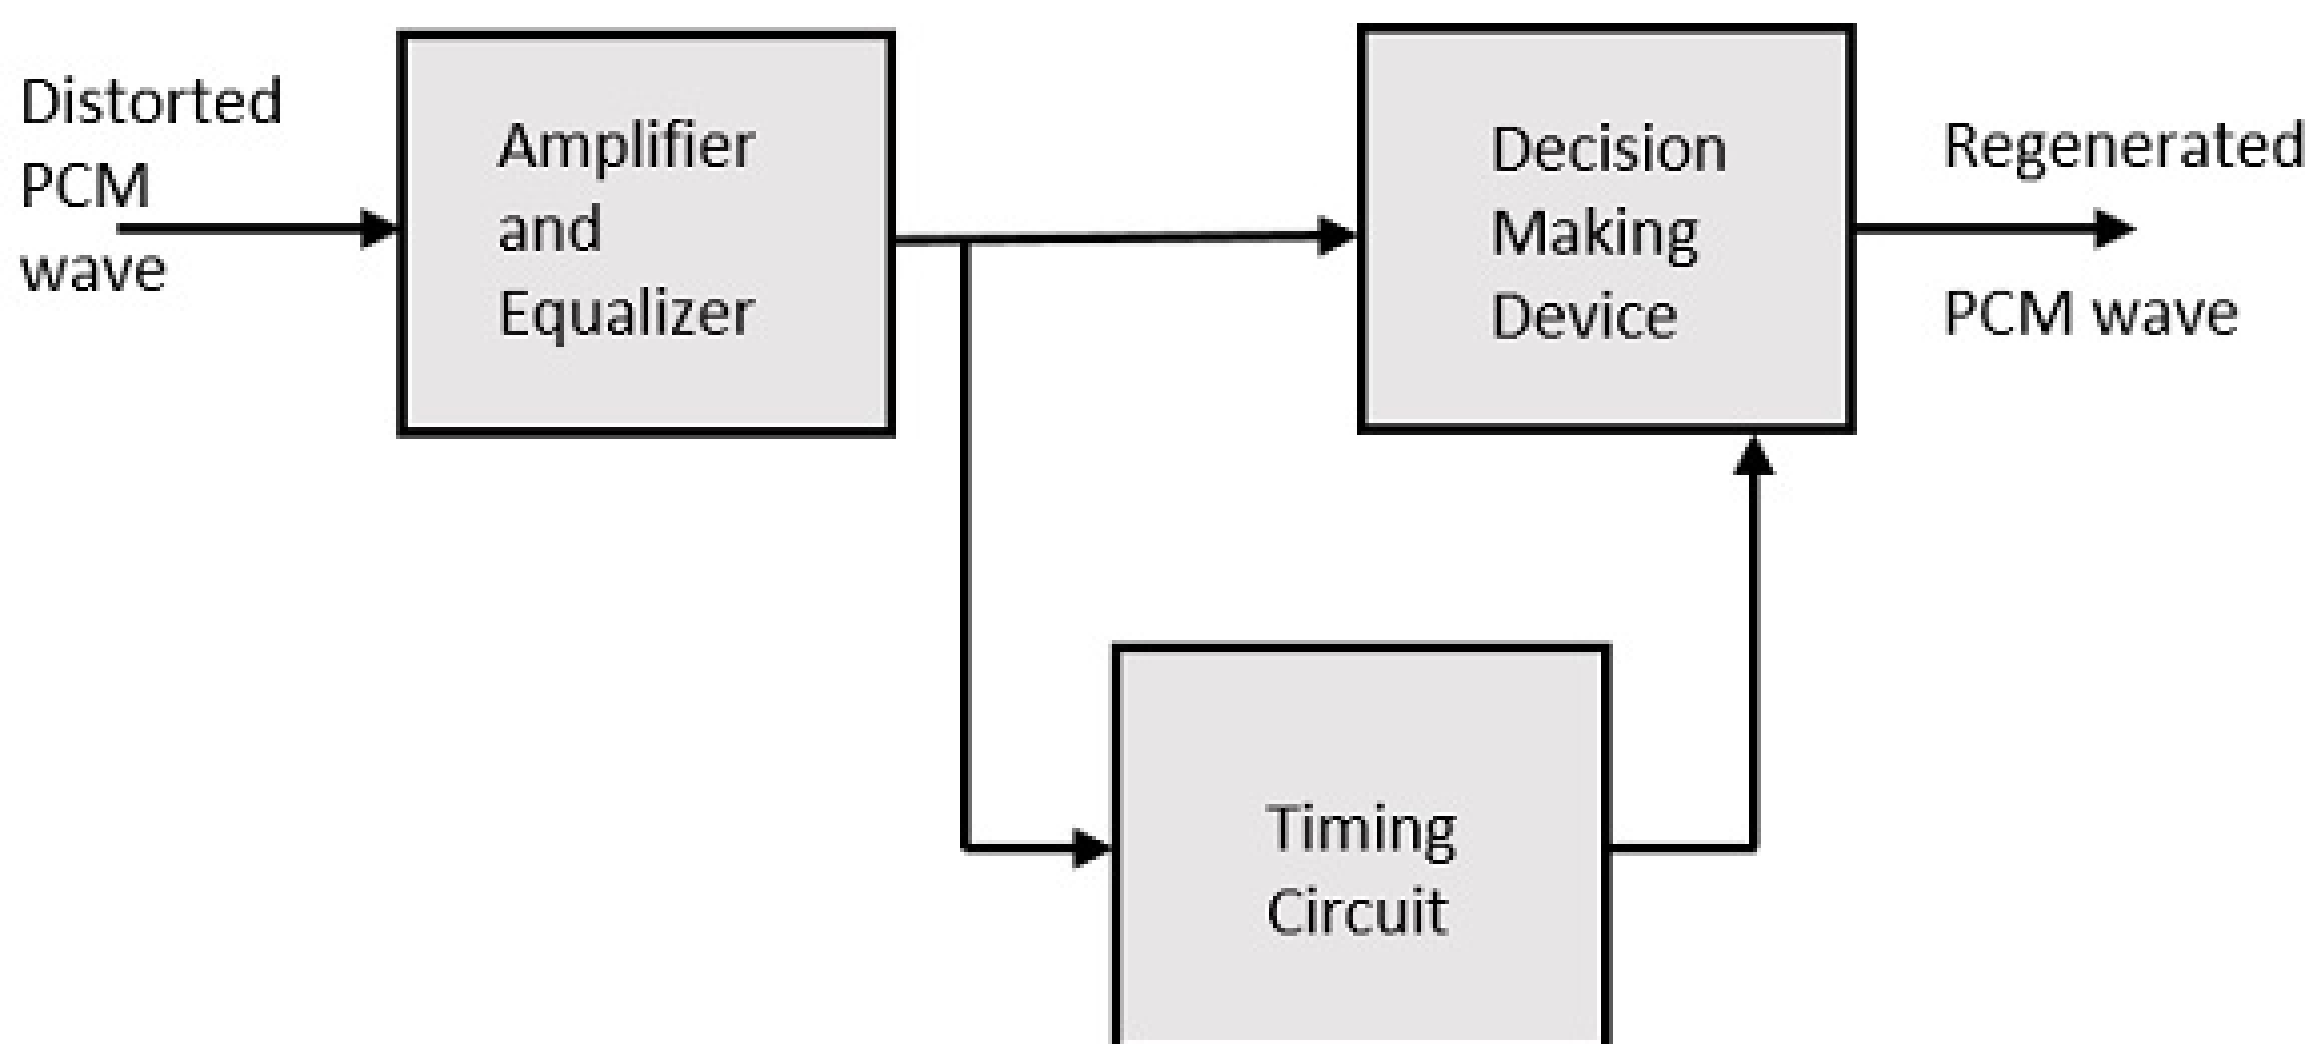 Distorted
PCM
wave
Amplifier
and
Equalizer
Decision
Making
Device
Regenerated
PCM wave
Timing
Circuit